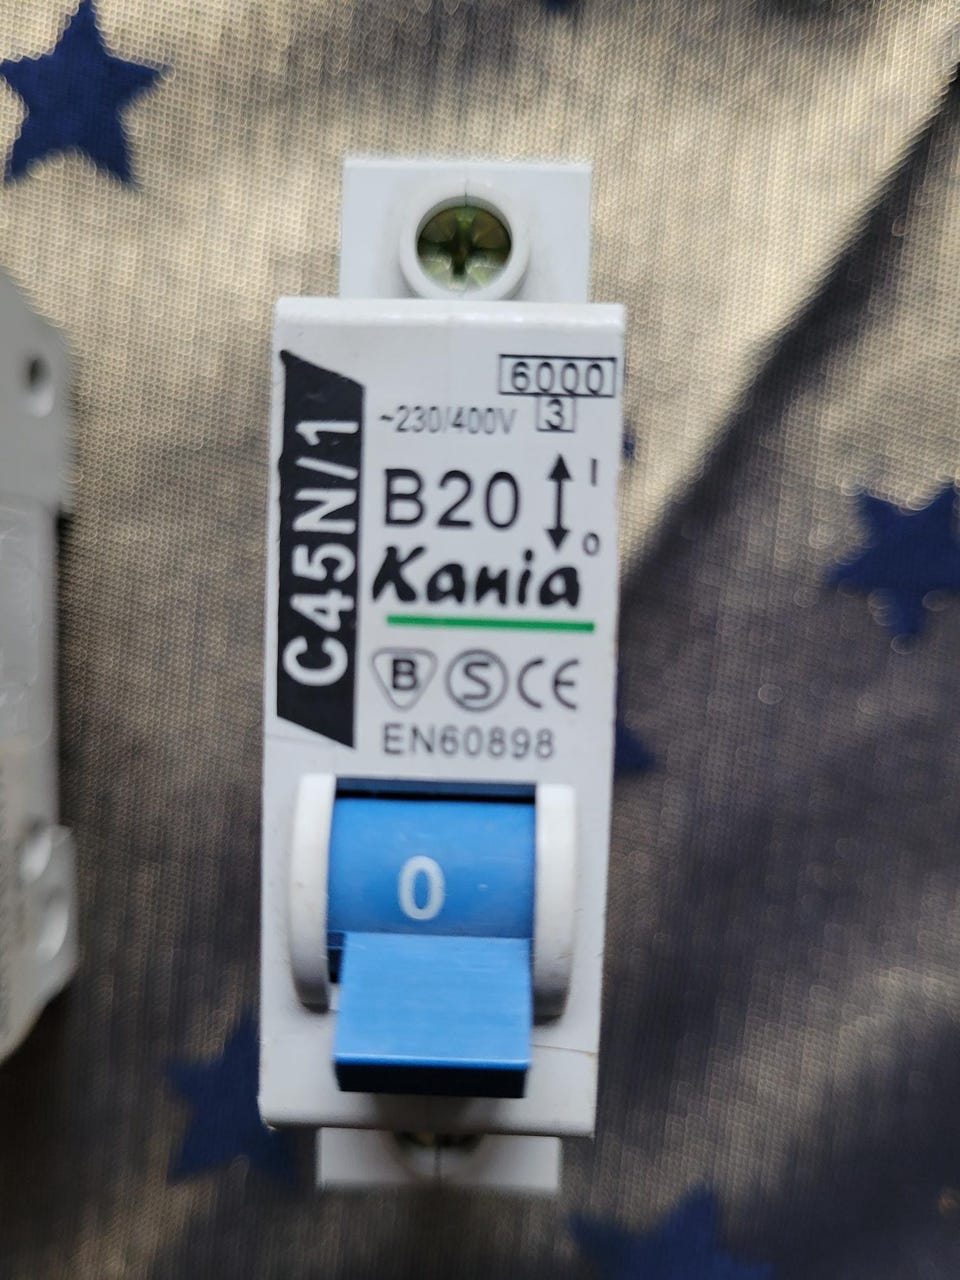 6000
3
~230/400V
C45N/1
B20
I
0
Kania
B S CE
EN60898
0